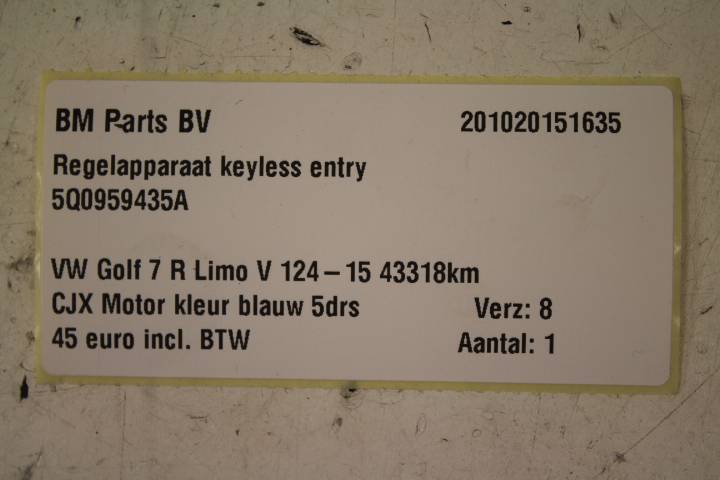 BM Parts BV 201020151635
Regelapparaat keyless entry
5Q0959435A
VW Golf 7 R Limo V 124-15 43318km
CJX Motor kleur blauw 5drs Verz: 8
45 euro incl. BTW Aantal: 1